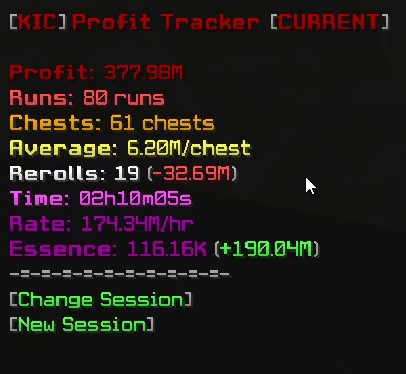 [KIC] Profit Tracker [CURRENT]
Profit: 377.98M
Runs: 80 runs
Chests: 61 chests
Average: 6.20M/chest
Rerolls: 19 (-32.69M)
Time: 02h10m05s
Rate: 174.34M/hr
Essence: 116.16K (+190.04M)
-=-=-=-=-=-=-=-=-=-=-
[Change Session]
[New Session]